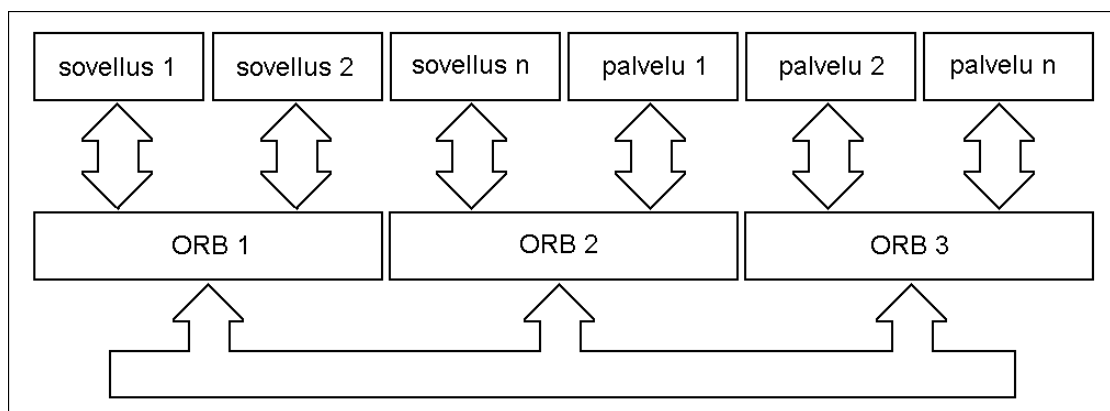 sovellus 1
sovellus 2
sovellus n
palvelu 1
palvelu 2
palvelu n
ORB 1
ORB 2
ORB 3